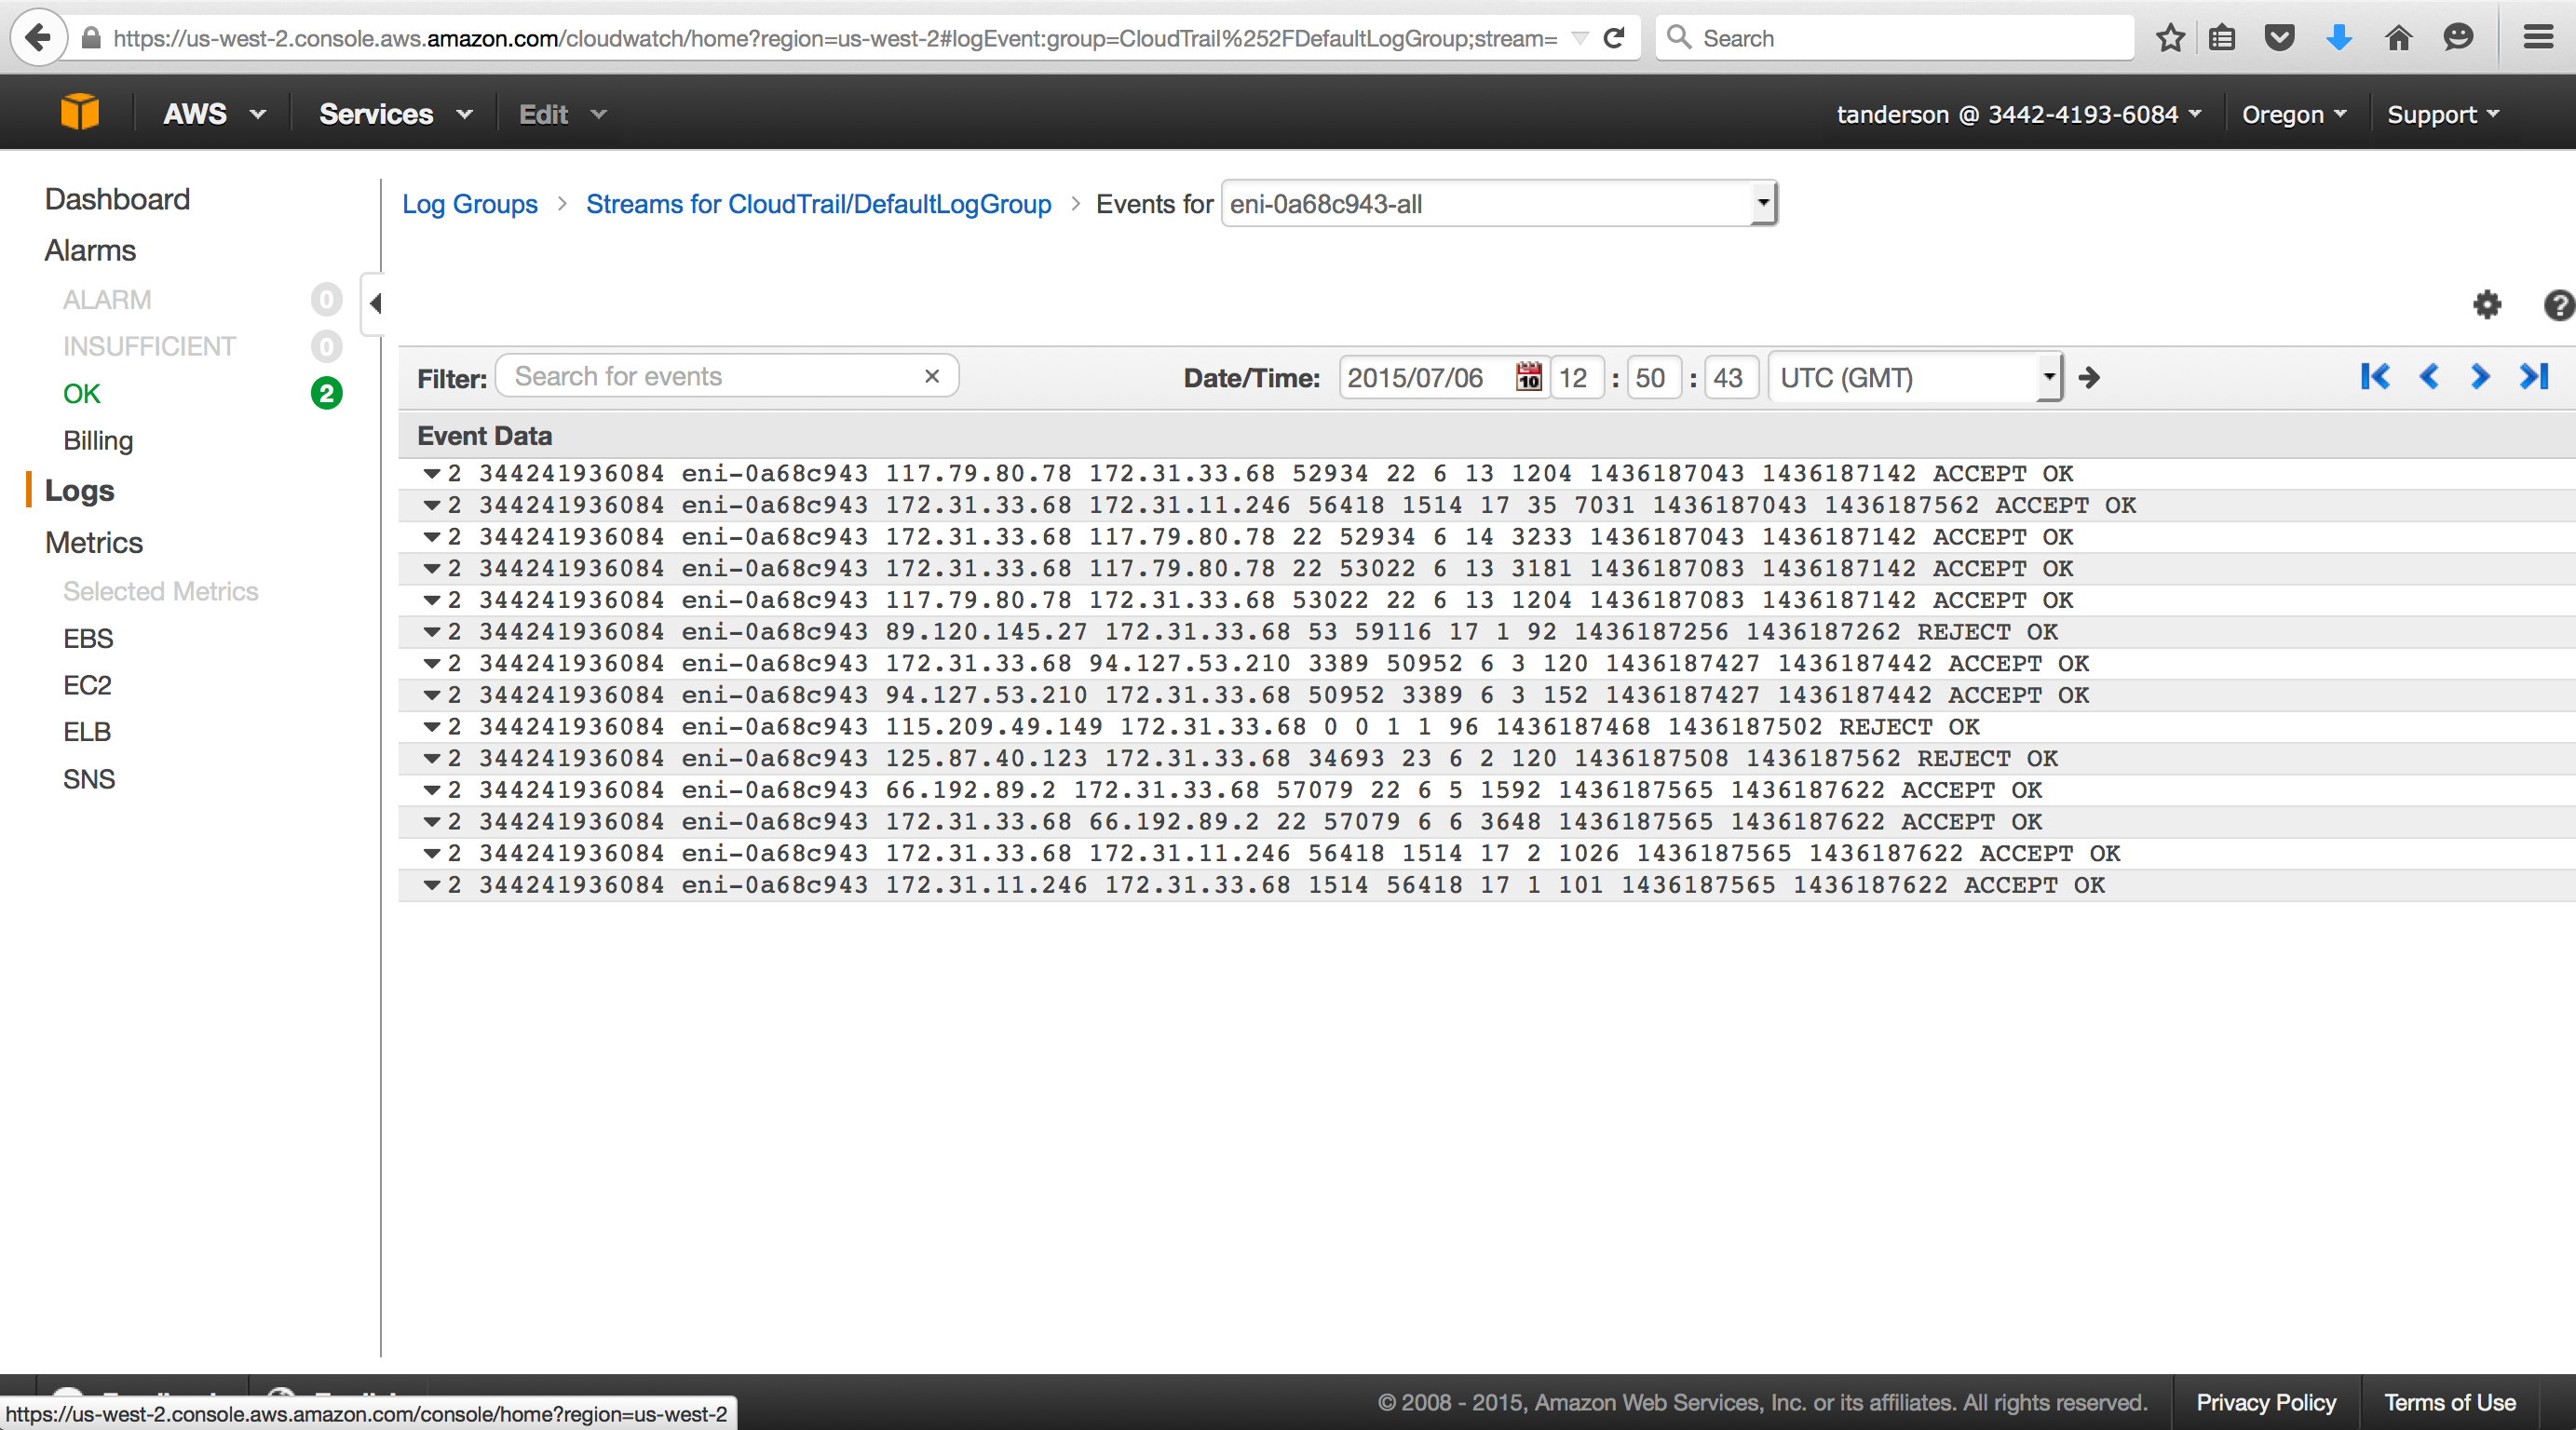 https://us-west-2.console.aws.amazon.com/cloudwatch/home?region=us-west-2#logEvent:group=CloudTrail%252FDefaultLogGroup;stream=
Search
AWS Services Edit tanderson @ 3442-4193-6084 Oregon Support
Dashboard
Alarms
ALARM 0
INSUFFICIENT 0
OK 2
Billing
Logs
Metrics
Selected Metrics
EBS
EC2
ELB
SNS
Log Groups > Streams for CloudTrail/DefaultLogGroup > Events for eni-0a68c943-all
?
Filter: Search for events × Date/Time: 2015/07/06 10 12 : 50 : 43 UTC (GMT)
Event Data
2 344241936084 eni-0a68c943 117.79.80.78 172.31.33.68 52934 22 6 13 1204 1436187043 1436187142 ACCEPT OK
2 344241936084 eni-0a68c943 172.31.33.68 172.31.11.246 56418 1514 17 35 7031 1436187043 1436187562 ACCEPT OK
2 344241936084 eni-0a68c943 172.31.33.68 117.79.80.78 22 52934 6 14 3233 1436187043 1436187142 ACCEPT OK
2 344241936084 eni-0a68c943 172.31.33.68 117.79.80.78 22 53022 6 13 3181 1436187083 1436187142 ACCEPT OK
2 344241936084 eni-0a68c943 117.79.80.78 172.31.33.68 53022 22 6 13 1204 1436187083 1436187142 ACCEPT OK
2 344241936084 eni-0a68c943 89.120.145.27 172.31.33.68 53 59116 17 1 92 1436187256 1436187262 REJECT OK
2 344241936084 eni-0a68c943 172.31.33.68 94.127.53.210 3389 50952 6 3 120 1436187427 1436187442 ACCEPT OK
2 344241936084 eni-0a68c943 94.127.53.210 172.31.33.68 50952 3389 6 3 152 1436187427 1436187442 ACCEPT OK
2 344241936084 eni-0a68c943 115.209.49.149 172.31.33.68 0 0 1 1 96 1436187468 1436187502 REJECT OK
2 344241936084 eni-0a68c943 125.87.40.123 172.31.33.68 34693 23 6 2 120 1436187508 1436187562 REJECT OK
2 344241936084 eni-0a68c943 66.192.89.2 172.31.33.68 57079 22 6 5 1592 1436187565 1436187622 ACCEPT OK
2 344241936084 eni-0a68c943 172.31.33.68 66.192.89.2 22 57079 6 6 3648 1436187565 1436187622 ACCEPT OK
2 344241936084 eni-0a68c943 172.31.33.68 172.31.11.246 56418 1514 17 2 1026 1436187565 1436187622 ACCEPT OK
2 344241936084 eni-0a68c943 172.31.11.246 172.31.33.68 1514 56418 17 1 101 1436187565 1436187622 ACCEPT OK
© 2008 - 2015, Amazon Web Services, Inc. or its affiliates. All rights reserved. Privacy Policy Terms of Use
https://us-west-2.console.aws.amazon.com/console/home?region=us-west-2